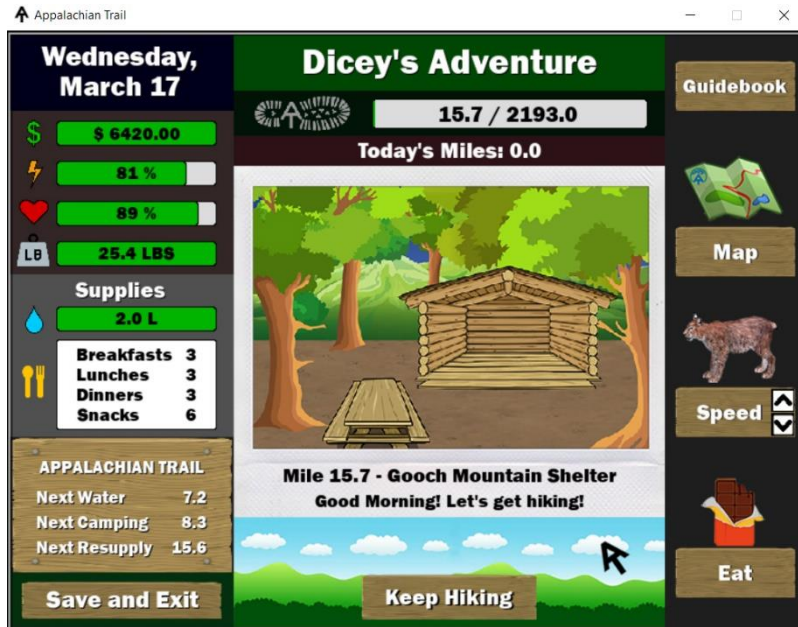 Appalachian Trail
Wednesday,
March 17
$ 6420.00
81 %
89 %
LB
25.4 LBS
Supplies
2.0 L
Breakfasts 3
Lunches 3
Dinners 3
Snacks 6
APPALACHIAN TRAIL
Next Water 7.2
Next Camping 8.3
Next Resupply 15.6
Save and Exit
Dicey's Adventure
15.7 / 2193.0
Today's Miles: 0.0
Mile 15.7 - Gooch Mountain Shelter
Good Morning! Let's get hiking!
Keep Hiking
Guidebook
Map
Speed
Eat